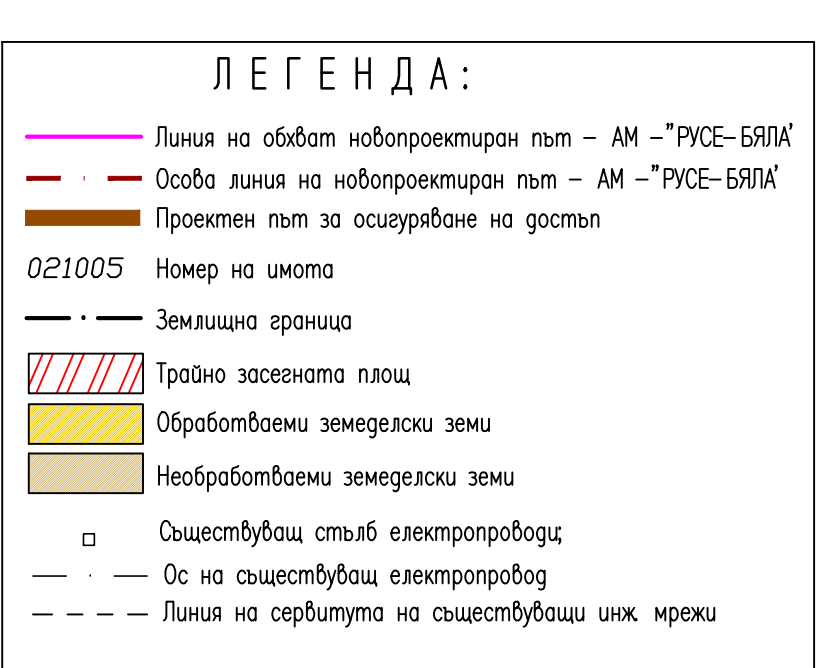 ЛЕГЕНДА:
Линия на обхват новопроектиран път – АМ –"РУСЕ–БЯЛА'
Осова линия на новопроектиран път – АМ –"РУСЕ–БЯЛА'
Проектен път за осигуряване на достъп
021005 Номер на имота
Землищна граница
Трайно засегната площ
Обработваеми земеделски земи
Необработваеми земеделски земи
Съществуващ стълб електропроводи;
Ос на съществуващ електропровод
Линия на сервитута на съществуващи инж. мрежи